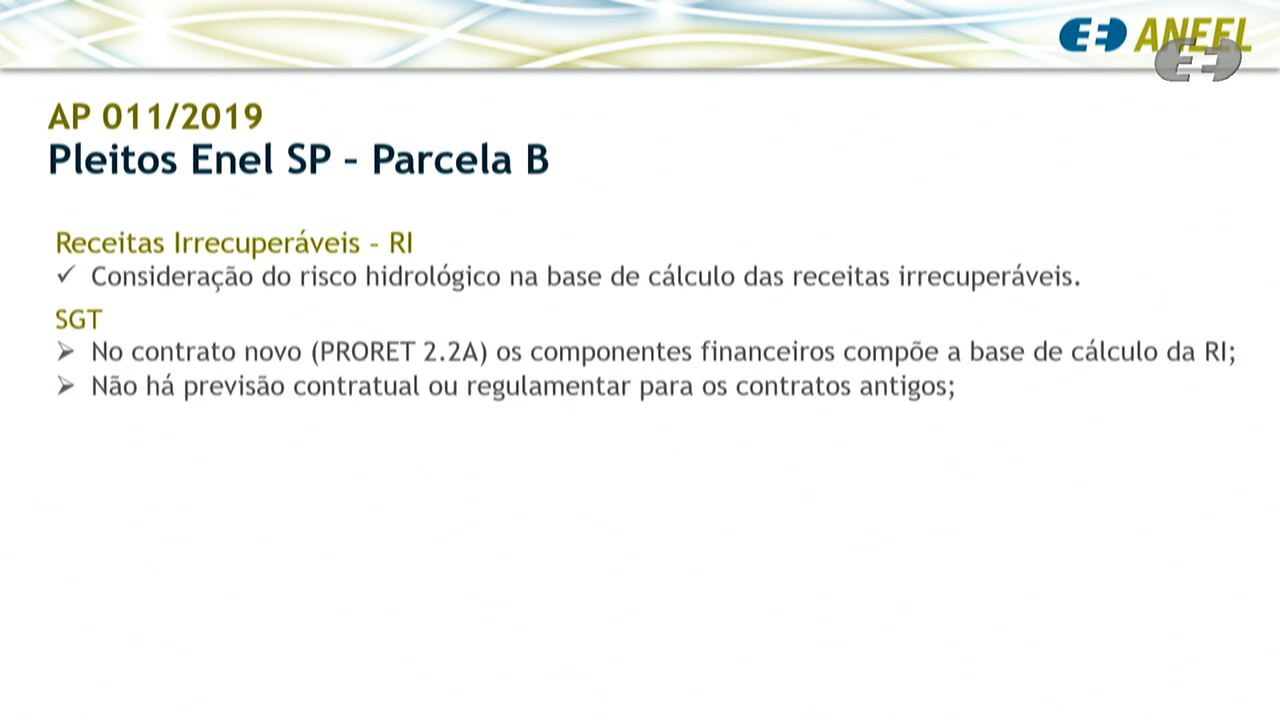 ANEEL
AP 011/2019
Pleitos Enel SP - Parcela B
Receitas Irrecuperáveis - RI
✓ Consideração do risco hidrológico na base de cálculo das receitas irrecuperáveis.
SGT
➢ No contrato novo (PRORET 2.2A) os componentes financeiros compõe a base de cálculo da RI;
➢ Não há previsão contratual ou regulamentar para os contratos antigos;